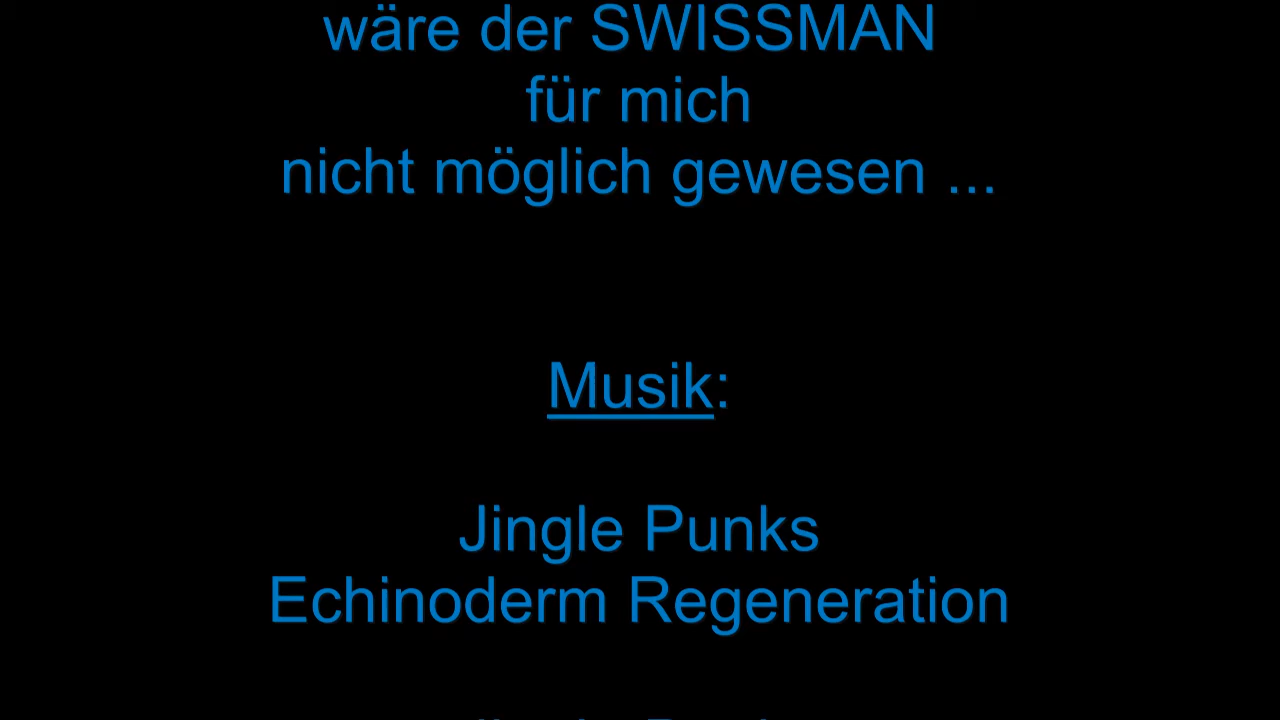 wäre der SWISSMAN
für mich
nicht möglich gewesen ...
Musik:
Jingle Punks
Echinoderm Regeneration